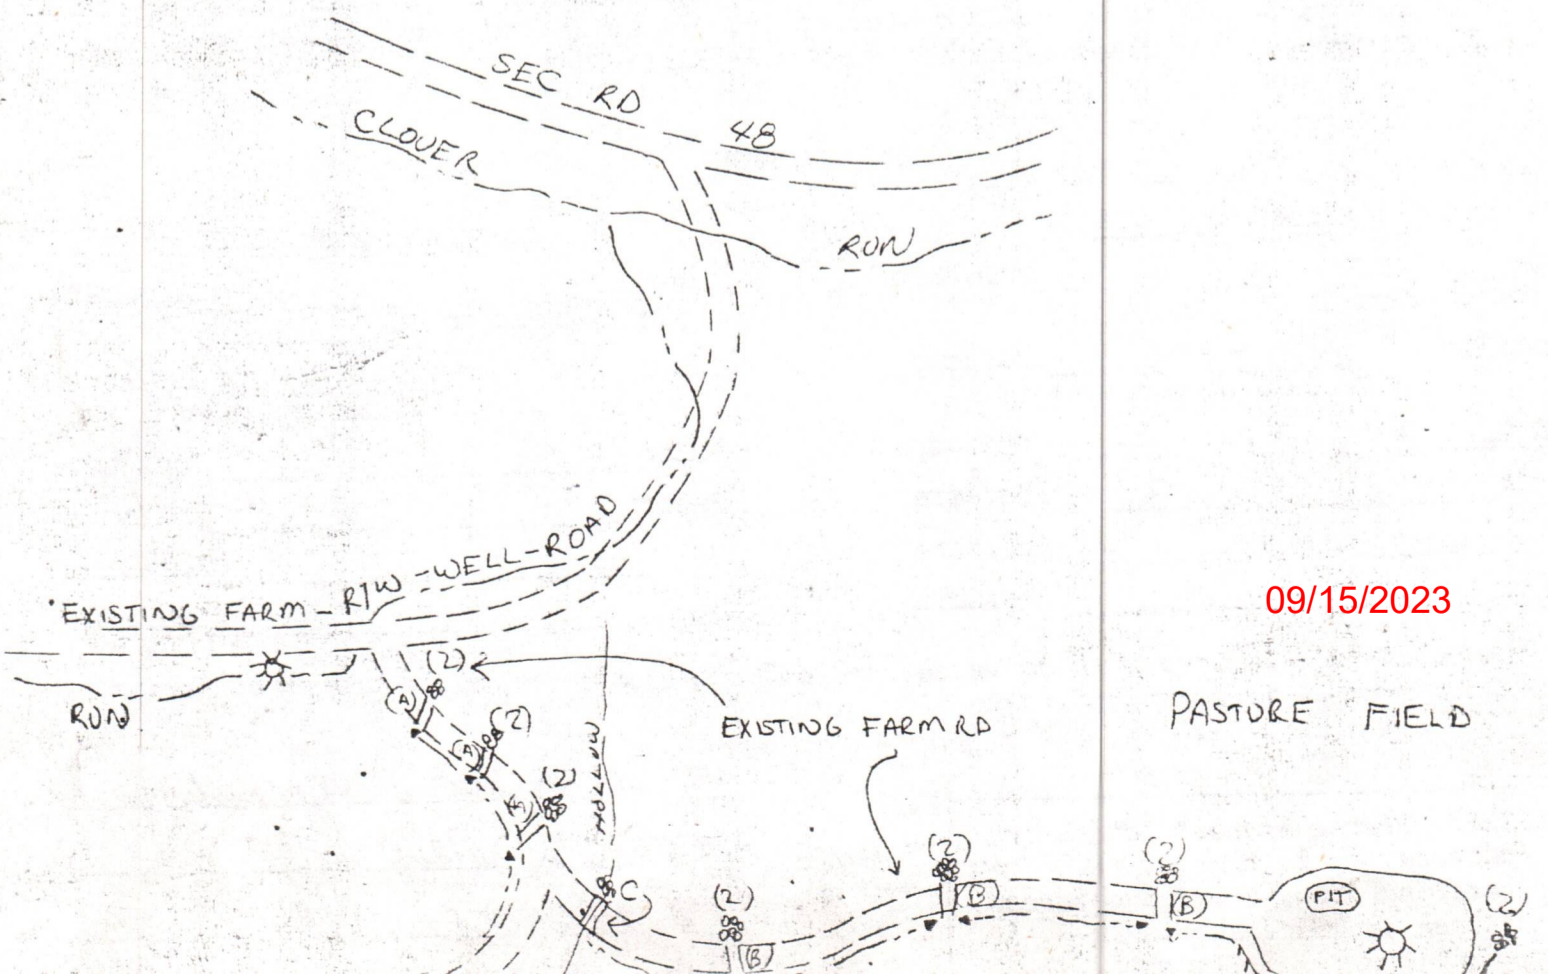 SEC RD 48
CLOVER RUN
EXISTING FARM - R/W - WELL - ROAD
09/15/2023
(2)
RUN
(A)
(2)
PASTURE FIELD
EXISTING FARM RD
HOLLOW
(2)
(2)
(2)
C
(2)
(B)
(B)
PIT
(2)
(B)